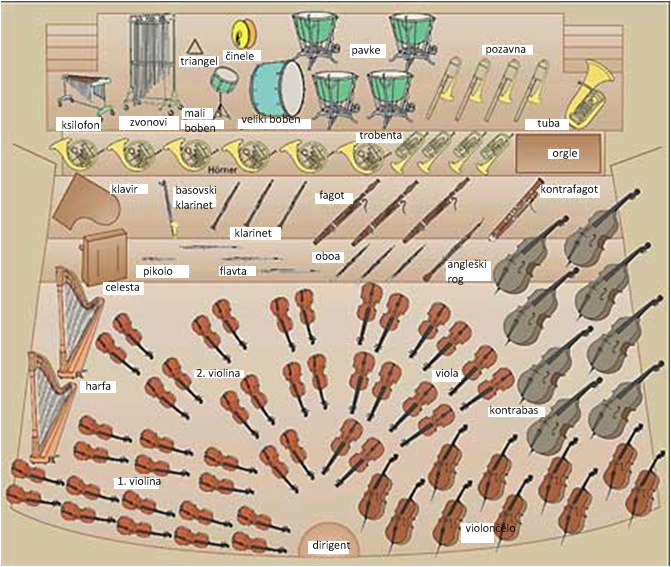 triangel
činele
pavke
pozavna
ksilofon
zvonovi
mali
boben
veliki boben
tuba
trobenta
Hörner
orgle
klavir
basovski
klarinet
klarinet
fagot
kontrafagot
pikolo
flavta
oboa
angleški
rog
celesta
harfa
2. violina
viola
kontrabas
1. violina
violončelo
dirigent